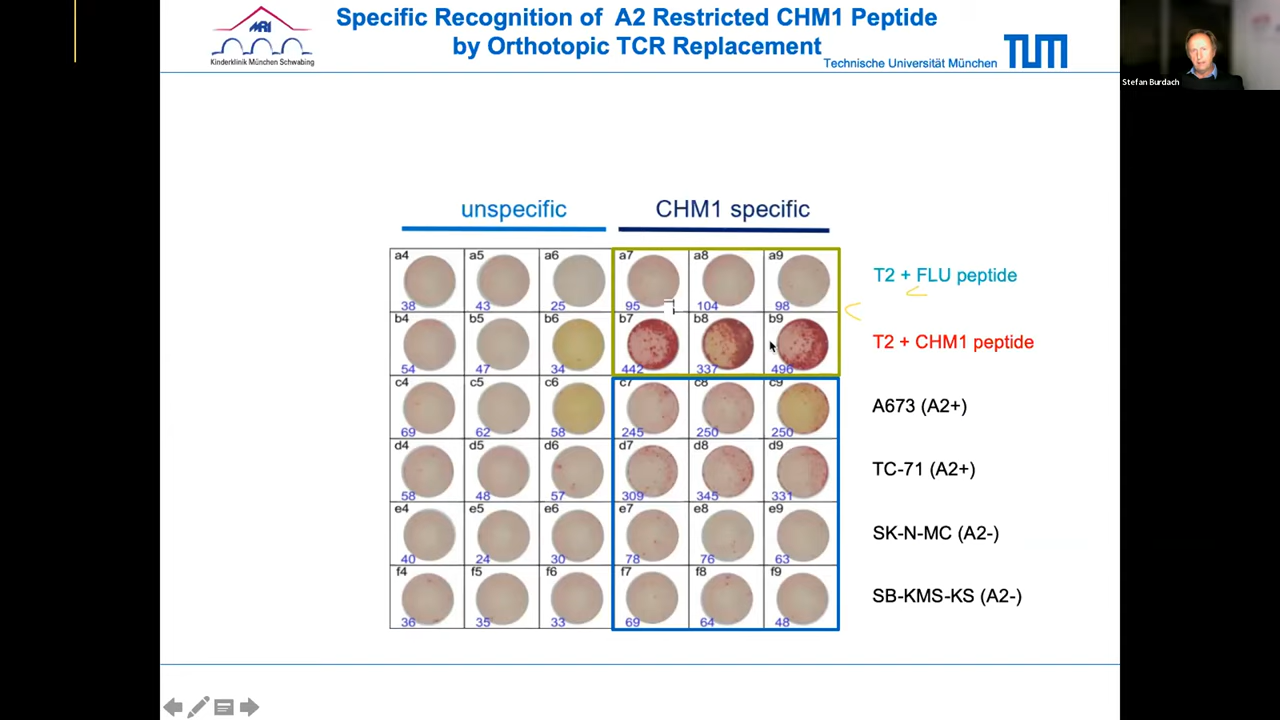 Specific Recognition of A2 Restricted CHM1 Peptide
by Orthotopic TCR Replacement
MRI
Kinderklinik München Schwabing
Technische Universität München
TUM
Stefan Burdach
unspecific
CHM1 specific
a4 a5 a6 a7 a8 a9
T2 + FLU peptide
38 43 25 95 104 98
b4 b5 b6 b7 b8 b9
T2 + CHM1 peptide
54 47 34 442 337 496
c4 c5 c6 c7 c8 c9
A673 (A2+)
69 62 58 245 250 250
d4 d5 d6 d7 d8 d9
TC-71 (A2+)
58 48 57 309 345 331
e4 e5 e6 e7 e8 e9
SK-N-MC (A2-)
40 24 30 78 76 63
f4 f5 f6 f7 f8 f9
SB-KMS-KS (A2-)
36 35 33 69 64 48